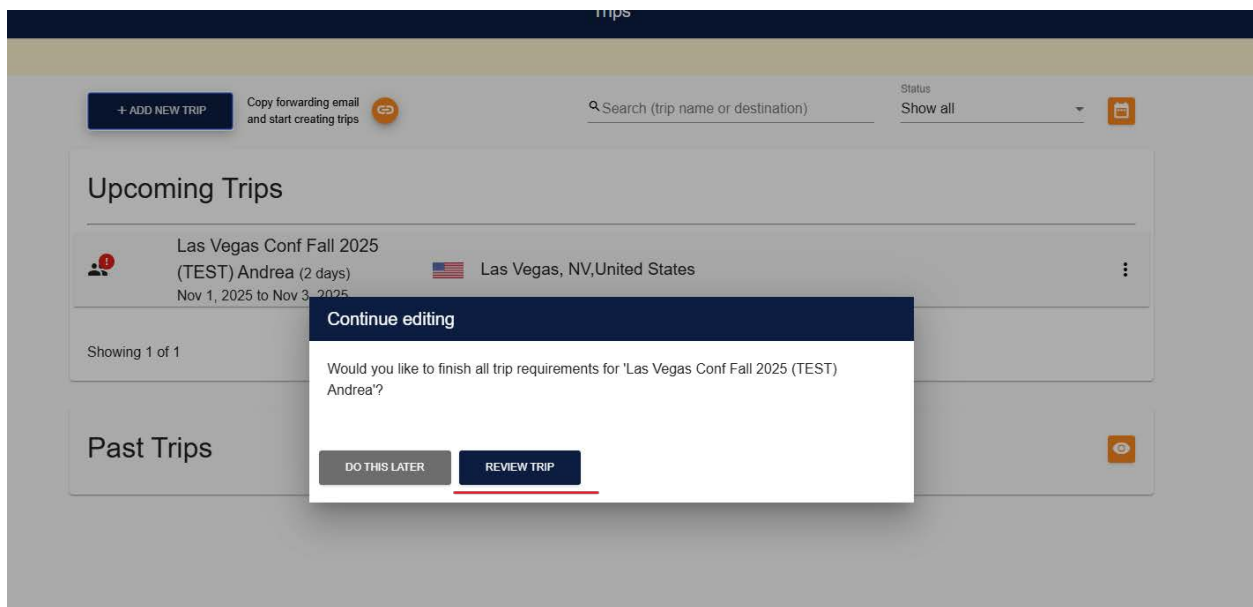 Trips
+ ADD NEW TRIP
Copy forwarding email
and start creating trips
Search (trip name or destination)
Status
Show all
Upcoming Trips
Las Vegas Conf Fall 2025
(TEST) Andrea (2 days)
Nov 1, 2025 to Nov 3, 2025
Las Vegas, NV,United States
Showing 1 of 1
Continue editing
Would you like to finish all trip requirements for 'Las Vegas Conf Fall 2025 (TEST)
Andrea'?
DO THIS LATER
REVIEW TRIP
Past Trips